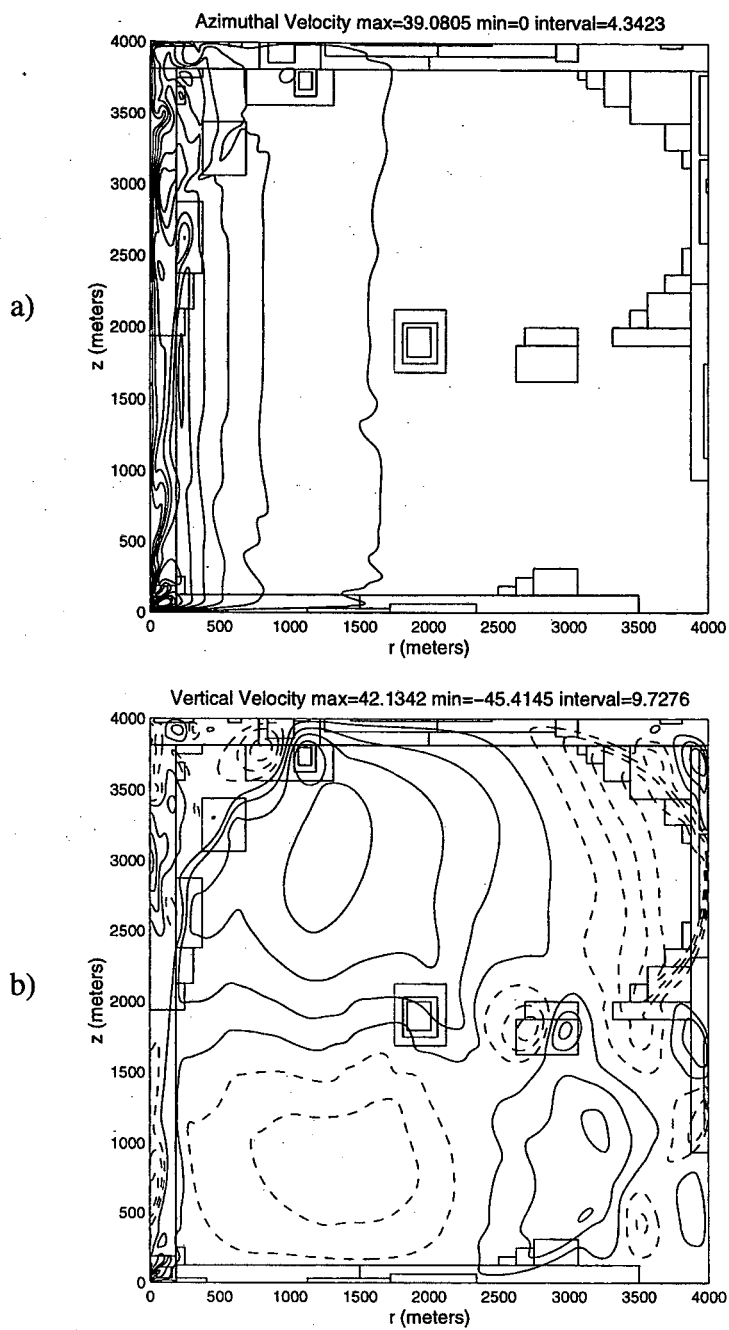 Azimuthal Velocity max=39.0805 min=0 interval=4.3423
4000
3500
3000
2500
2000
1500
1000
500
0
z (meters)
a)
0 500 1000 1500 2000 2500 3000 3500 4000
r (meters)
Vertical Velocity max=42.1342 min=−45.4145 interval=9.7276
4000
3500
3000
2500
2000
1500
1000
500
0
z (meters)
b)
0 500 1000 1500 2000 2500 3000 3500 4000
r (meters)